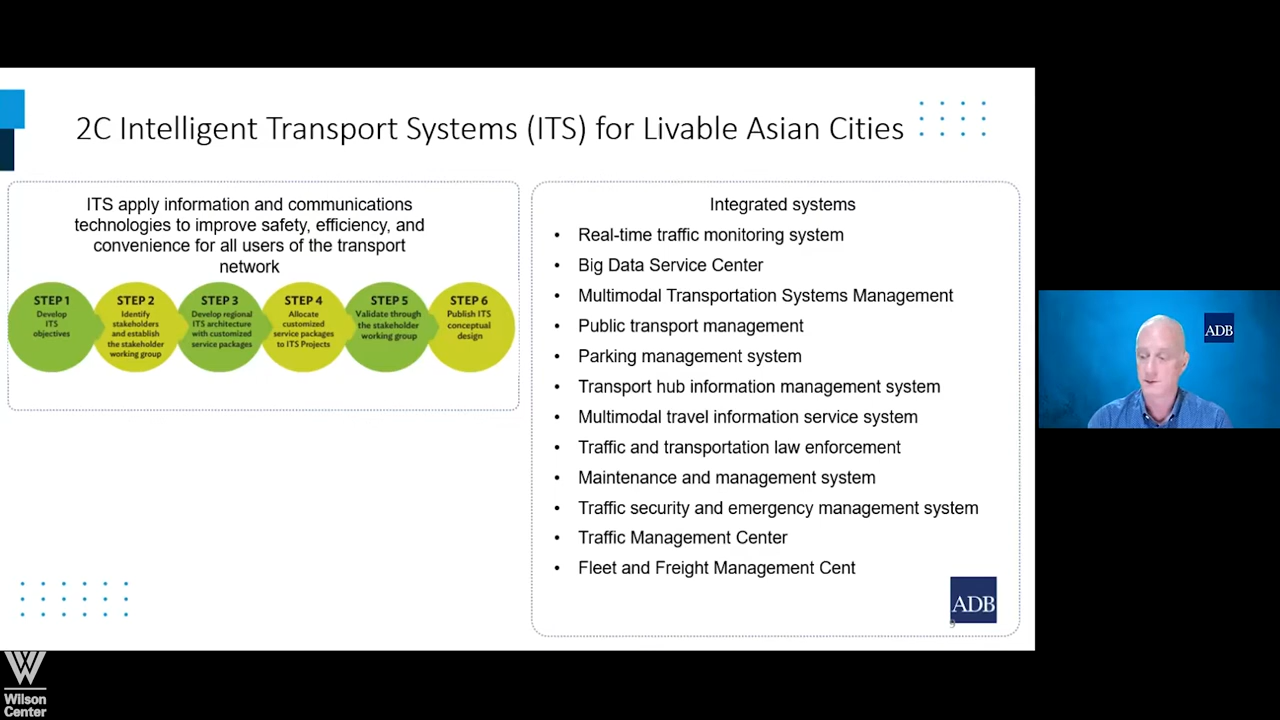 2C Intelligent Transport Systems (ITS) for Livable Asian Cities
ITS apply information and communications
technologies to improve safety, efficiency, and
convenience for all users of the transport
network
STEP 1
Develop
ITS
objectives
STEP 2
Identify
stakeholders
and establish
the stakeholder
working group
STEP 3
Develop regional
ITS architecture
with customized
service packages
STEP 4
Allocate
customized
service packages
to ITS Projects
STEP 5
Validate through
the stakeholder
working group
STEP 6
Publish ITS
conceptual
design
Integrated systems
• Real-time traffic monitoring system
• Big Data Service Center
• Multimodal Transportation Systems Management
• Public transport management
• Parking management system
• Transport hub information management system
• Multimodal travel information service system
• Traffic and transportation law enforcement
• Maintenance and management system
• Traffic security and emergency management system
• Traffic Management Center
• Fleet and Freight Management Cent
ADB
9
ADB
Wilson
Center